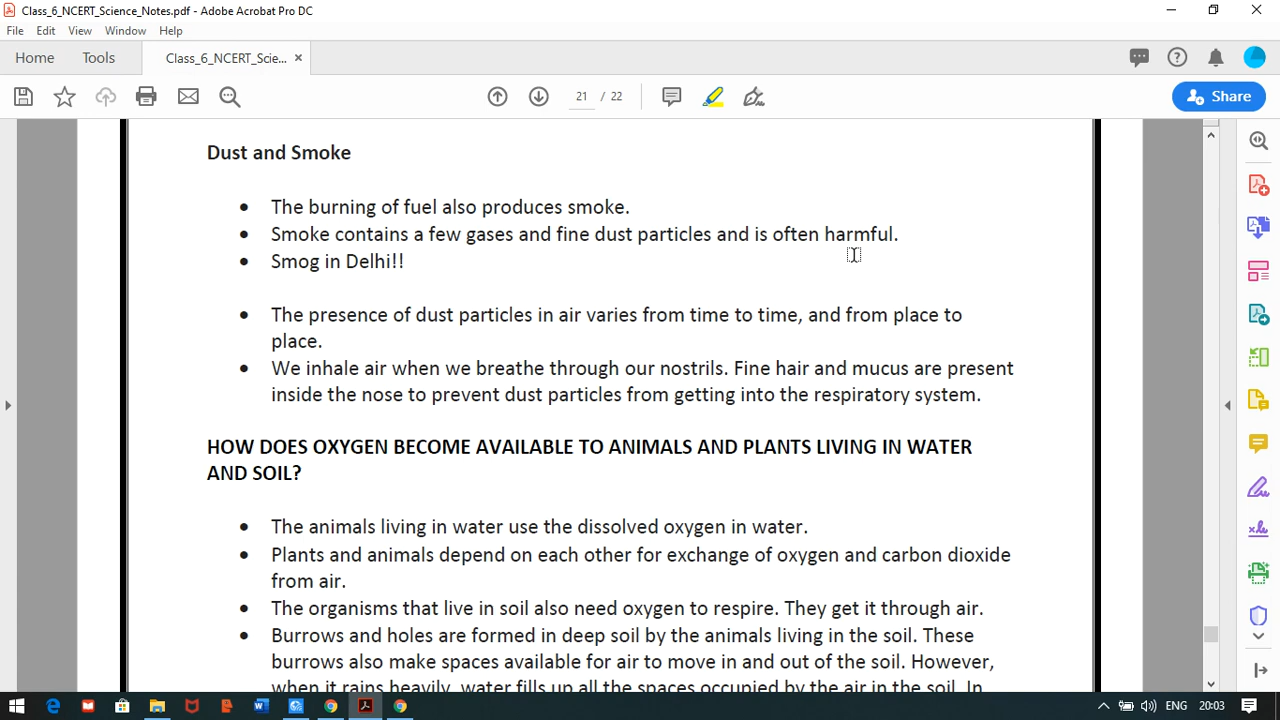 Class_6_NCERT_Science_Notes.pdf - Adobe Acrobat Pro DC
File Edit View Window Help
Home Tools Class_6_NCERT_Scie...
21 / 22
Share
Dust and Smoke
• The burning of fuel also produces smoke.
• Smoke contains a few gases and fine dust particles and is often harmful.
• Smog in Delhi!!
• The presence of dust particles in air varies from time to time, and from place to
place.
• We inhale air when we breathe through our nostrils. Fine hair and mucus are present
inside the nose to prevent dust particles from getting into the respiratory system.
HOW DOES OXYGEN BECOME AVAILABLE TO ANIMALS AND PLANTS LIVING IN WATER
AND SOIL?
• The animals living in water use the dissolved oxygen in water.
• Plants and animals depend on each other for exchange of oxygen and carbon dioxide
from air.
• The organisms that live in soil also need oxygen to respire. They get it through air.
• Burrows and holes are formed in deep soil by the animals living in the soil. These
burrows also make spaces available for air to move in and out of the soil. However,
when it rains heavily, water fills up all the spaces occupied by the air in the soil. In
ENG 20:03